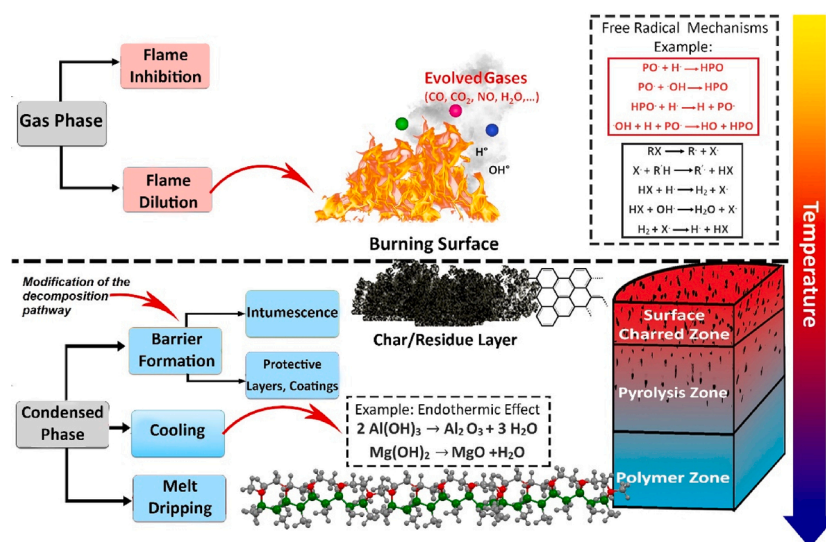 Gas Phase
Flame
Inhibition
Flame
Dilution
Evolved Gases
(CO, CO₂, NO, H₂O,...)
H°
OH°
Burning Surface
Free Radical Mechanisms
Example:
PO· + H· → HPO
PO· + ·OH → HPO
HPO· + H· → H + PO·
OH + H + PO· → HO + HPO
RX → R· + X·
X· + R'H → R'· + HX
HX + H· → H₂ + X·
HX + OH· → H₂O + X·
H₂ + X· → H· + HX
Temperature
Modification of the
decomposition
pathway
Condensed
Phase
Barrier
Formation
Intumescence
Protective
Layers, Coatings
Cooling
Melt
Dripping
Char/Residue Layer
Example: Endothermic Effect
2 Al(OH)₃ → Al₂ O₃ + 3 H₂O
Mg(OH)₂ → MgO +H₂O
Surface
Charred Zone
Pyrolysis Zone
Polymer Zone